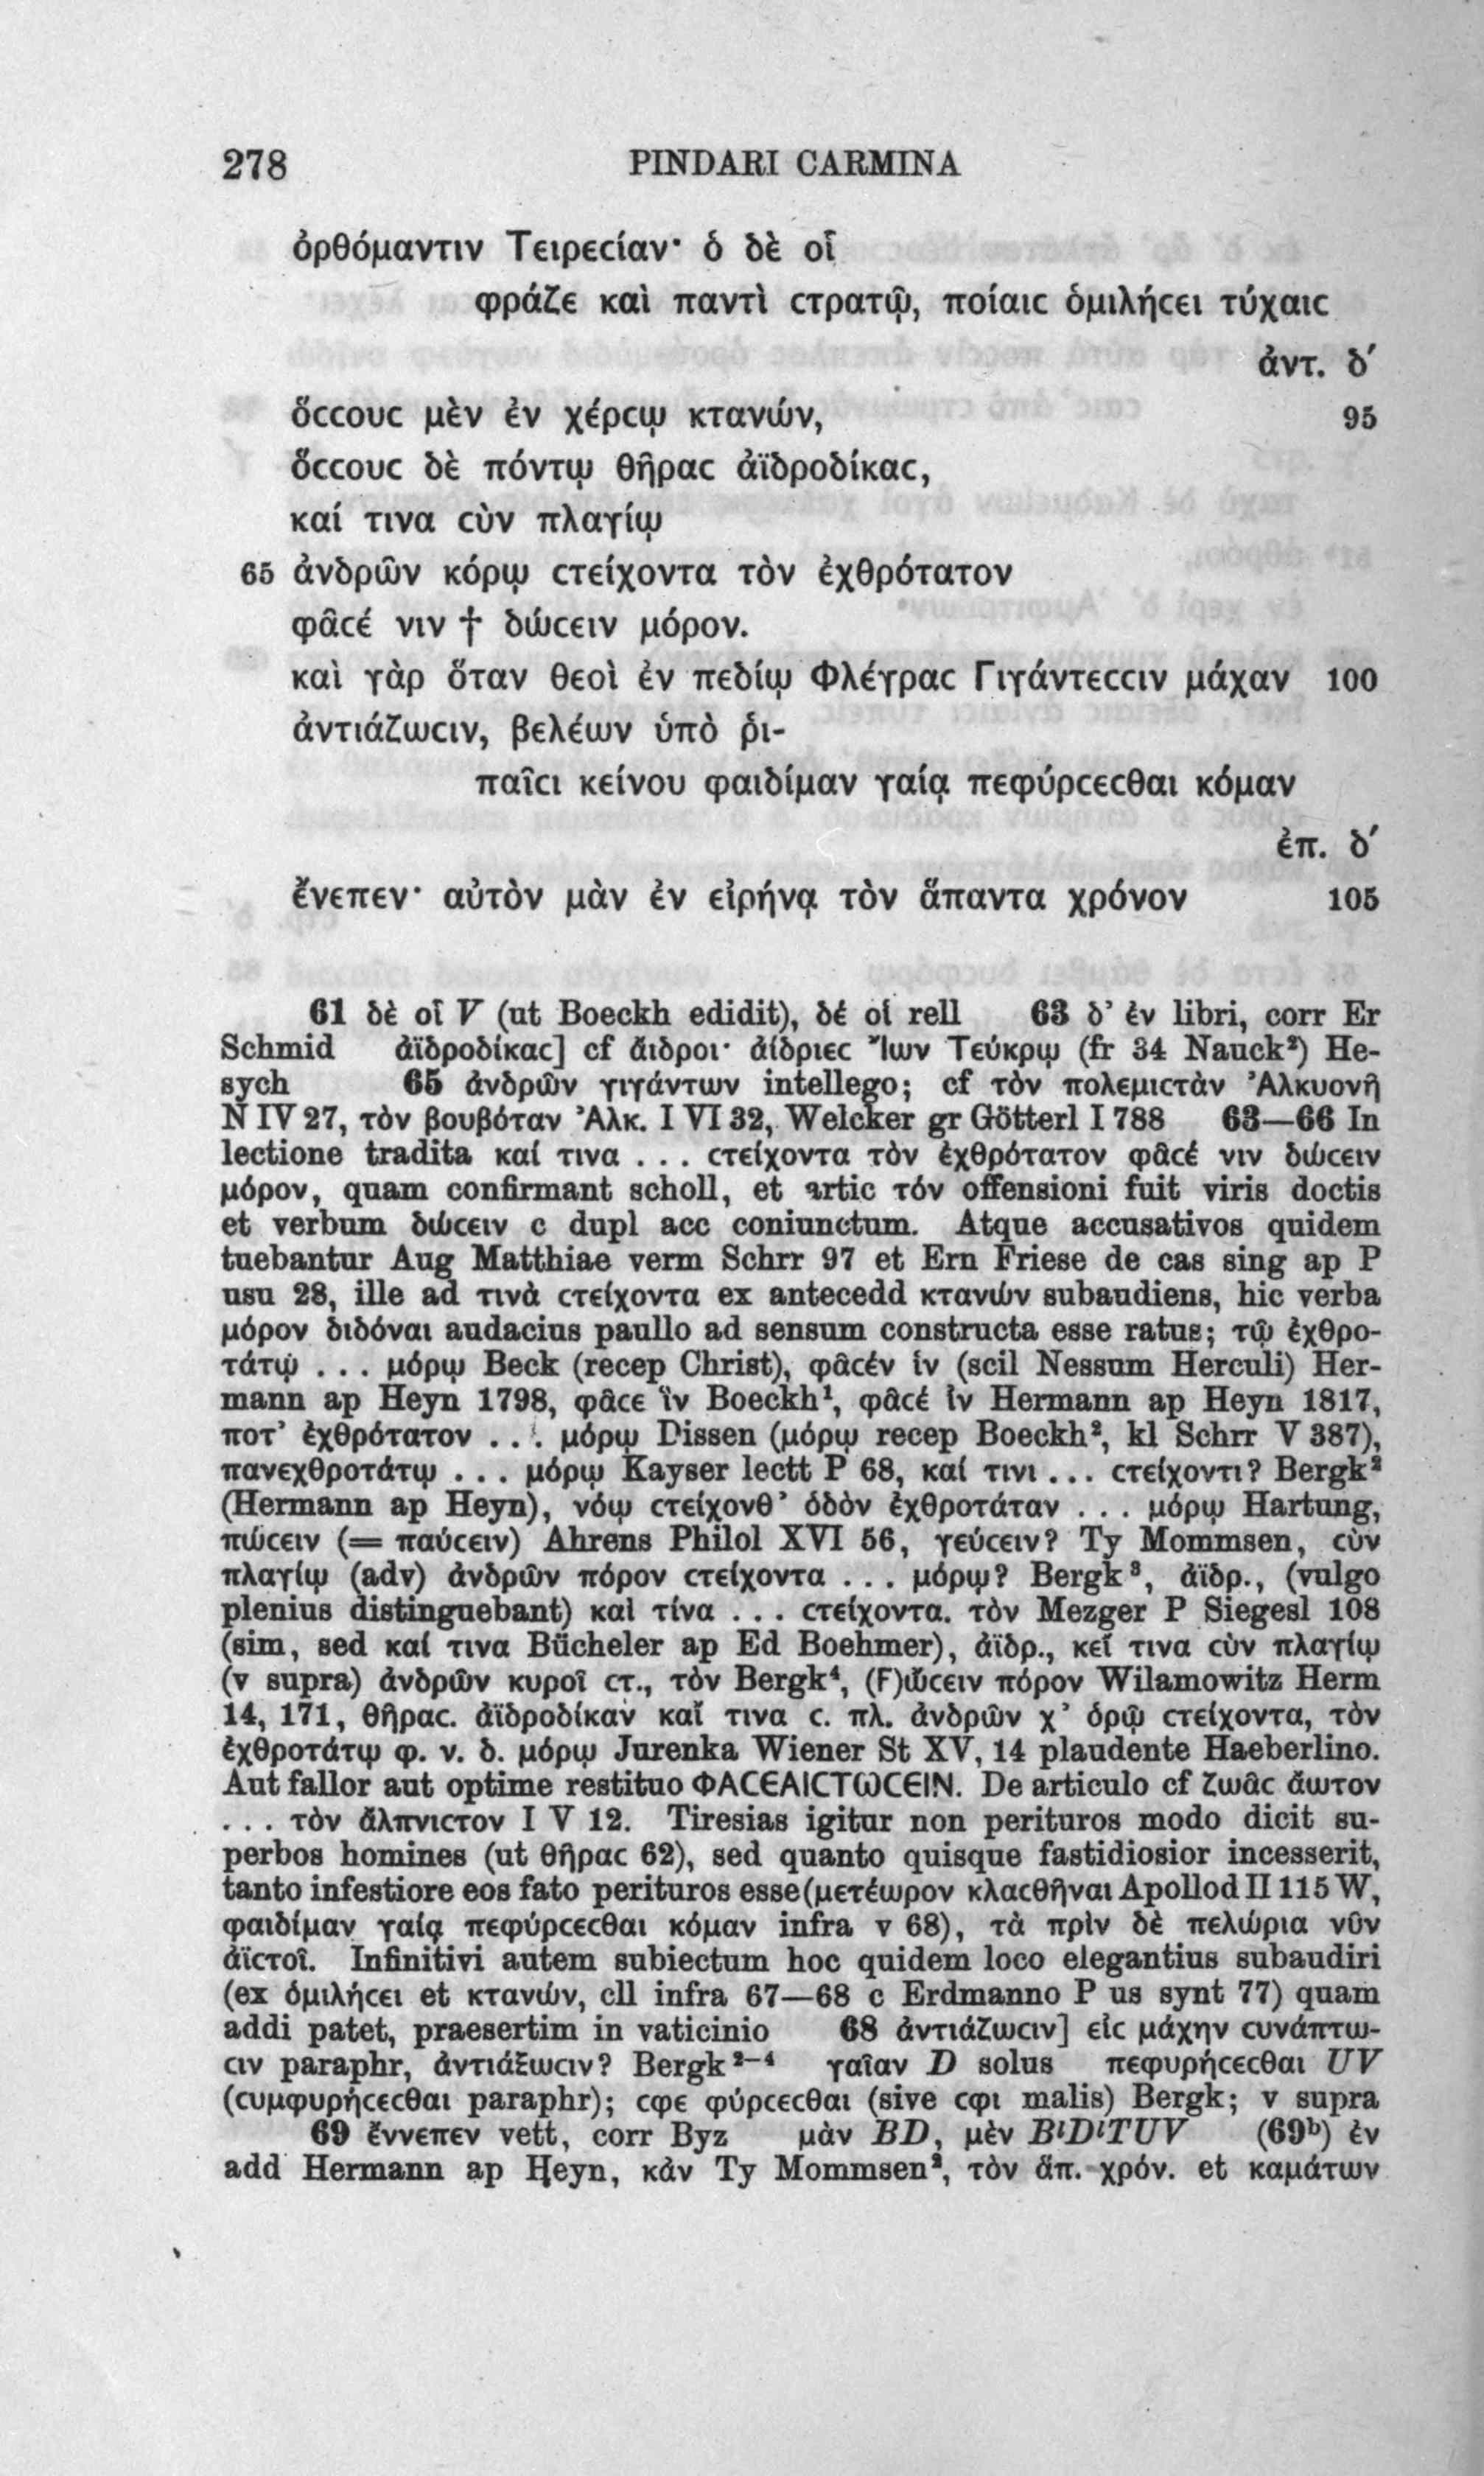 278 PINDARI CARMINA
ὀρθόμαντιν Τειρεϲίαν· ὁ δὲ οἷ
φράζε καὶ παντὶ ϲτρατῷ, ποίαιϲ ὁμιλήϲει τύχαιϲ
ἀντ. δ′
ὅϲϲουϲ μὲν ἐν χέρϲῳ κτανών, 95
ὅϲϲουϲ δὲ πόντῳ θῆραϲ ἀϊδροδίκαϲ,
καί τινα ϲὺν πλαγίῳ
65 ἀνδρῶν κόρῳ ϲτείχοντα τὸν ἐχθρότατον
φᾶϲέ νιν † δώϲειν μόρον.
καὶ γὰρ ὅταν θεοὶ ἐν πεδίῳ Φλέγραϲ Γιγάντεϲϲιν μάχαν 100
ἀντιάζωϲιν, βελέων ὑπὸ ῥι-
παῖϲι κείνου φαιδίμαν γαίᾳ πεφύρϲεϲθαι κόμαν
ἐπ. δ′
ἔνεπεν· αὐτὸν μὰν ἐν εἰρήνᾳ τὸν ἅπαντα χρόνον 105
61 δὲ οἷ V (ut Boeckh edidit), δέ οἱ rell 63 δ' ἐν libri, corr Er
Schmid ἀϊδροδίκαϲ] cf ἄιδροι· ἀίδριεϲ Ἴων Τεύκρῳ (fr 34 Nauck²) He-
sych 65 ἀνδρῶν γιγάντων intellego; cf τὸν πολεμιϲτὰν Ἀλκυονῆ
N IV 27, τὸν βουβόταν Ἀλκ. I VI 32, Welcker gr Götterl I 788 63—66 In
lectione tradita καί τινα . . . ϲτείχοντα τὸν ἐχθρότατον φᾶϲέ νιν δώϲειν
μόρον, quam confirmant scholl, et artic τόν offensioni fuit viris doctis
et verbum δώϲειν c dupl acc coniunctum. Atque accusativos quidem
tuebantur Aug Matthiae verm Schrr 97 et Ern Friese de cas sing ap P
usu 28, ille ad τινὰ ϲτείχοντα ex antecedd κτανών subaudiens, hic verba
μόρον διδόναι audacius paullo ad sensum constructa esse ratus; τῷ ἐχθρο-
τάτῳ . . . μόρῳ Beck (recep Christ), φᾶϲέν ἱν (scil Nessum Herculi) Her-
mann ap Heyn 1798, φᾶϲε ἵν Boeckh¹, φᾶϲέ ἱν Hermann ap Heyn 1817,
ποτ' ἐχθρότατον . . . μόρῳ Dissen (μόρῳ recep Boeckh², kl Schrr V 387),
πανεχθροτάτῳ . . . μόρῳ Kayser lectt P 68, καί τινι . . . ϲτείχοντι? Bergk²
(Hermann ap Heyn), νόῳ ϲτείχονθ' ὁδὸν ἐχθροτάταν . . . μόρῳ Hartung,
πώϲειν (= παύϲειν) Ahrens Philol XVI 56, γεύϲειν? Ty Mommsen, ϲὺν
πλαγίῳ (adv) ἀνδρῶν πόρον ϲτείχοντα . . . μόρῳ? Bergk³, ἀϊδρ., (vulgo
plenius distinguebant) καὶ τίνα . . . ϲτείχοντα. τὸν Mezger P Siegesl 108
(sim, sed καί τινα Bücheler ap Ed Boehmer), ἀϊδρ., κεἴ τινα ϲὺν πλαγίῳ
(v supra) ἀνδρῶν κυροῖ ϲτ., τὸν Bergk⁴, (F)ώϲειν πόρον Wilamowitz Herm
14, 171, θῆραϲ. ἀϊδροδίκαν καἴ τινα ϲ. πλ. ἀνδρῶν χ' ὁρῷ ϲτείχοντα, τὸν
ἐχθροτάτῳ φ. ν. δ. μόρῳ Jurenka Wiener St XV, 14 plaudente Haeberlino.
Aut fallor aut optime restituo ΦΑϹΕΑΙϹΤѠϹΕΙΝ. De articulo cf ζωᾶϲ ἄωτον
. . . τὸν ἄλπνιϲτον I V 12. Tiresias igitur non perituros modo dicit su-
perbos homines (ut θῆραϲ 62), sed quanto quisque fastidiosior incesserit,
tanto infestiore eos fato perituros esse (μετέωρον κλαϲθῆναι Apollod II 115 W,
φαιδίμαν γαίᾳ πεφύρϲεϲθαι κόμαν infra v 68), τὰ πρὶν δὲ πελώρια νῦν
ἀϊϲτοῖ. Infinitivi autem subiectum hoc quidem loco elegantius subaudiri
(ex ὁμιλήϲει et κτανών, cll infra 67—68 c Erdmanno P us synt 77) quam
addi patet, praesertim in vaticinio 68 ἀντιάζωϲιν] εἰϲ μάχην ϲυνάπτω-
ϲιν paraphr, ἀντιάξωϲιν? Bergk²⁻⁴ γαῖαν D solus πεφυρήϲεϲθαι UV
(ϲυμφυρήϲεϲθαι paraphr); ϲφε φύρϲεϲθαι (sive ϲφι malis) Bergk; v supra
69 ἔννεπεν vett, corr Byz μὰν BD, μὲν BˡDˡTUV (69ᵇ) ἐν
add Hermann ap Heyn, κἀν Ty Mommsen², τὸν ἅπ. χρόν. et καμάτων